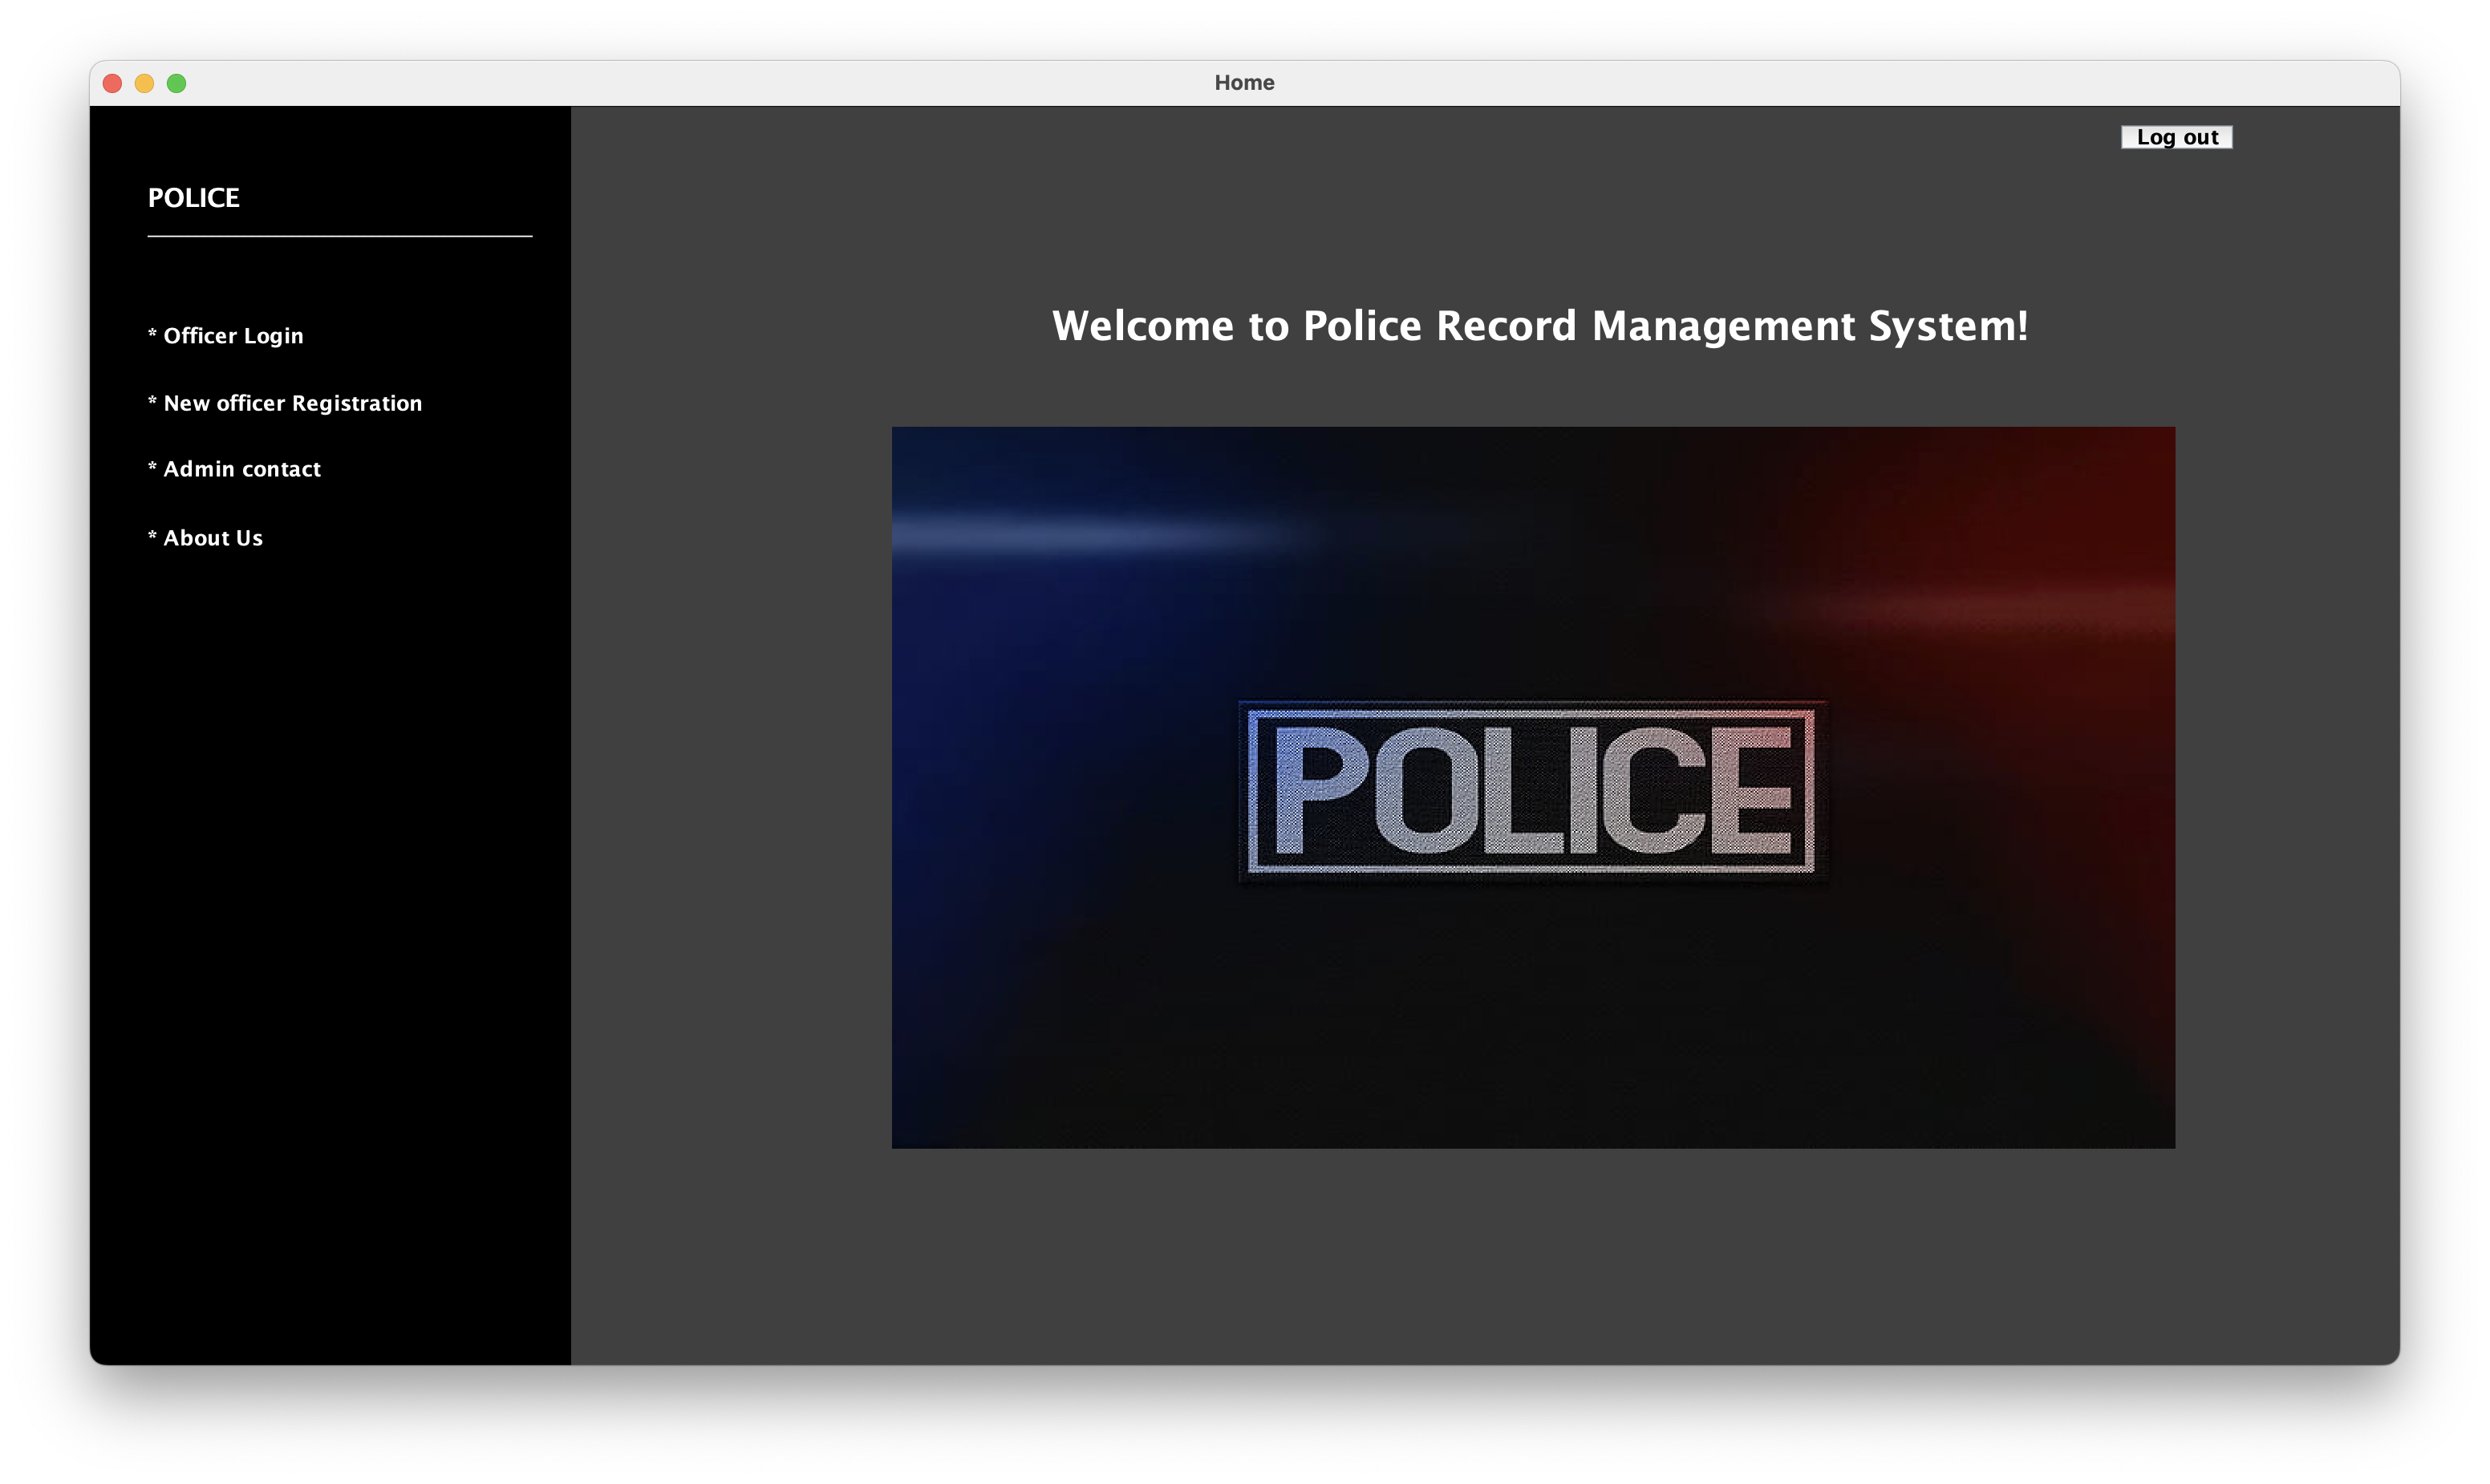 Home
Log out
POLICE
* Officer Login
* New officer Registration
* Admin contact
* About Us
Welcome to Police Record Management System!
POLICE